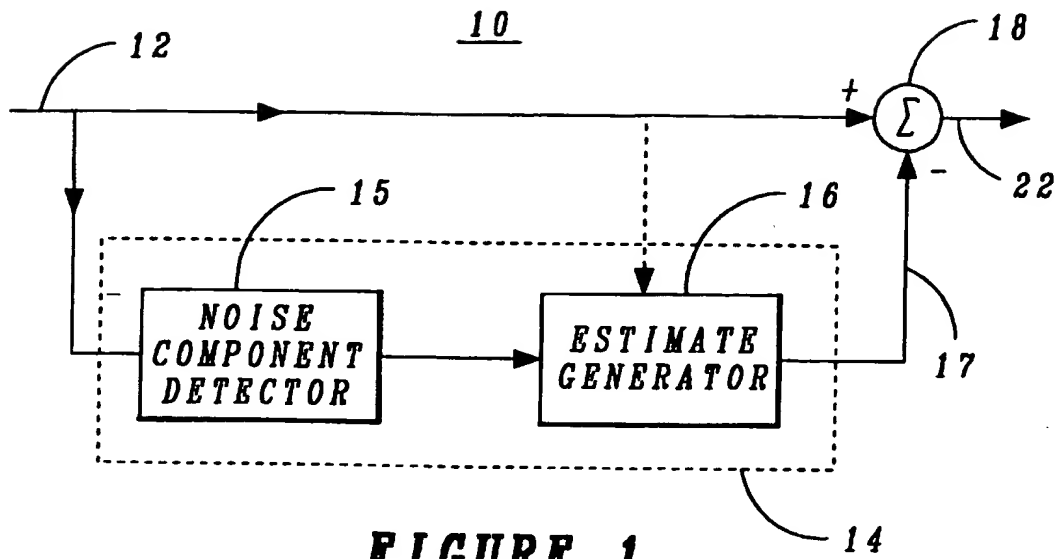 10
12
18
+
Σ
-
22
15
16
-
NOISE
COMPONENT
DETECTOR
ESTIMATE
GENERATOR
17
14
FIGURE 1